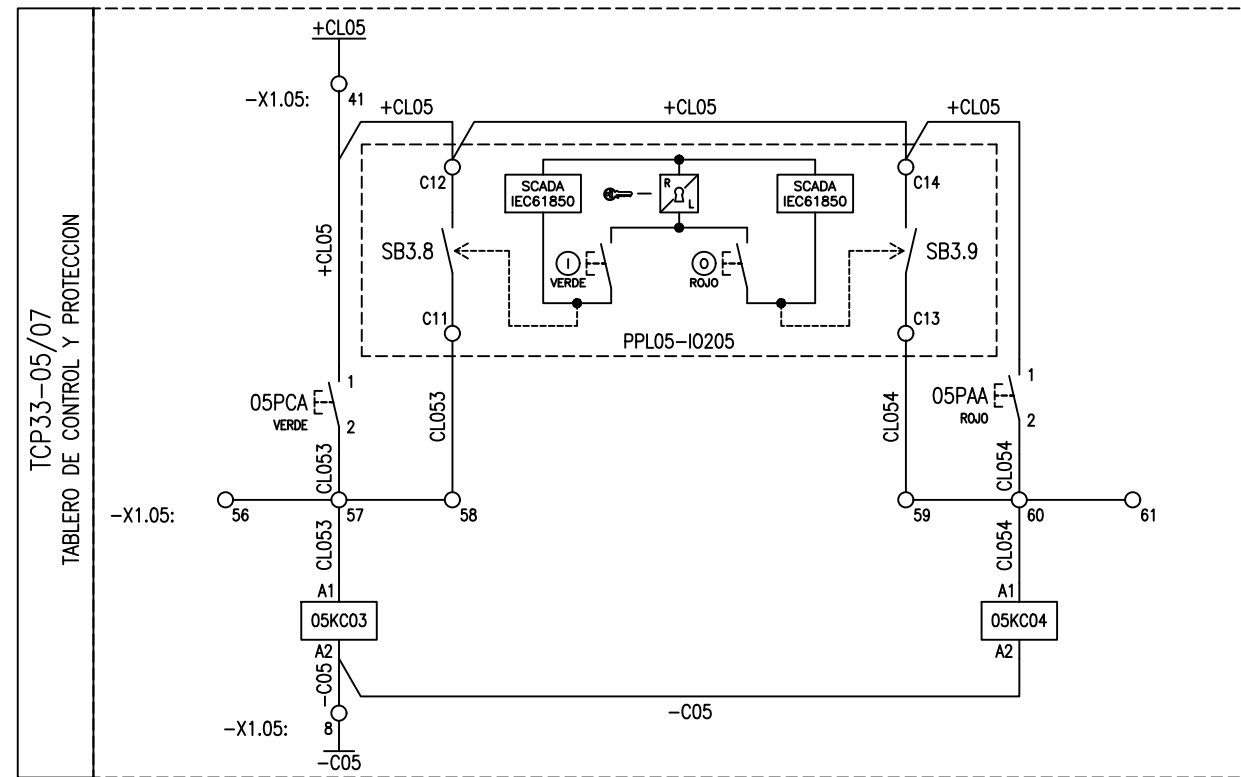 TCP33-05/07
TABLERO DE CONTROL Y PROTECCION
+CL05
-X1.05:
41
+CL05
+CL05
+CL05
C12
SCADA
IEC61850
R
L
SCADA
IEC61850
C14
+CL05
SB3.8
I
VERDE
O
ROJO
SB3.9
C11
C13
PPL05-IO205
1
05PCA
VERDE
2
CL053
CL054
1
05PAA
ROJO
2
CL053
CL054
-X1.05:
56
57
58
59
60
61
CL053
CL054
A1
05KC03
A2
A1
05KC04
A2
-C05
-C05
-X1.05:
8
-C05